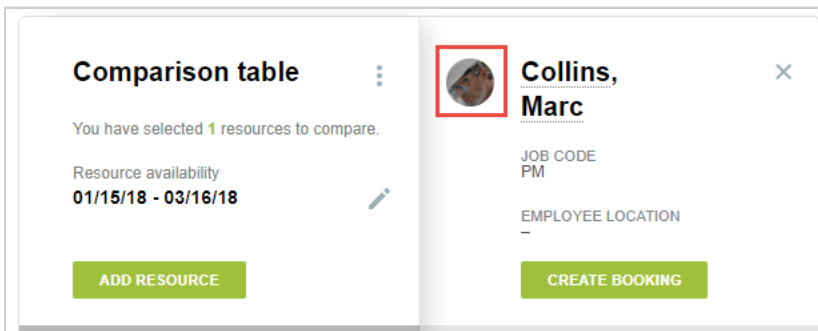 Comparison table
You have selected 1 resources to compare.
Resource availability
01/15/18 - 03/16/18
ADD RESOURCE
Collins,
Marc
JOB CODE
PM
EMPLOYEE LOCATION
–
CREATE BOOKING